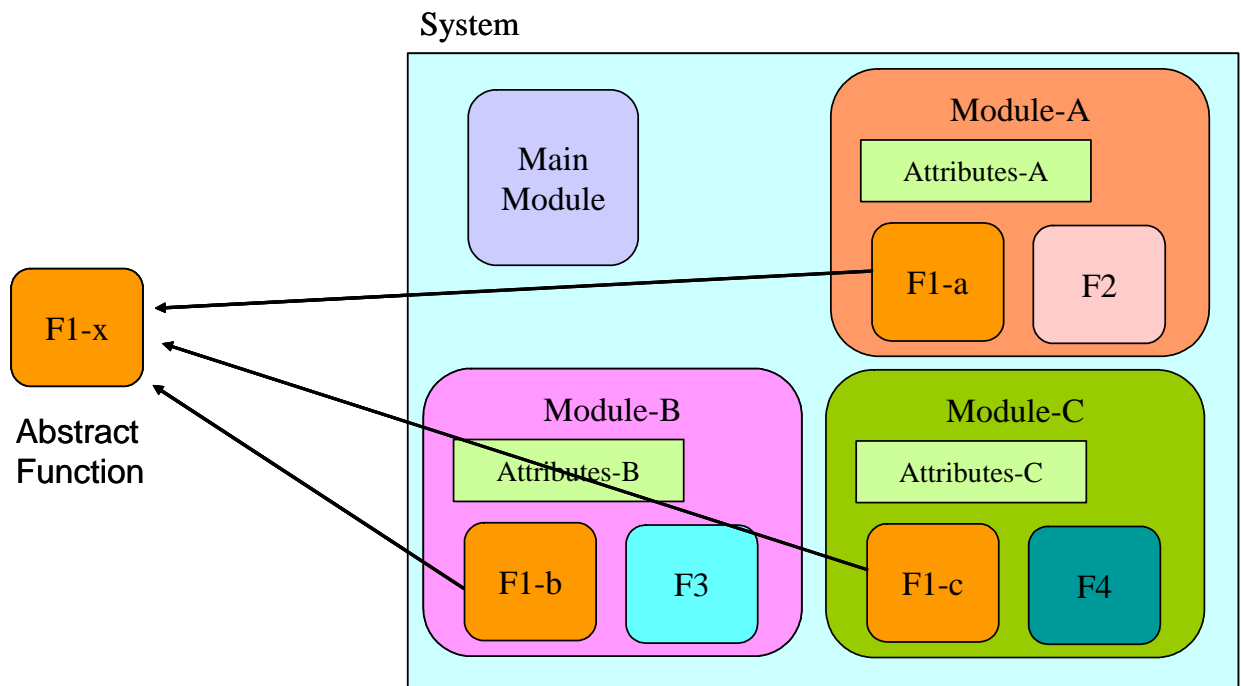 System
Main
Module
Module-A
Attributes-A
F1-a
F2
F1-x
Abstract
Function
Module-B
Attributes-B
F1-b
F3
Module-C
Attributes-C
F1-c
F4